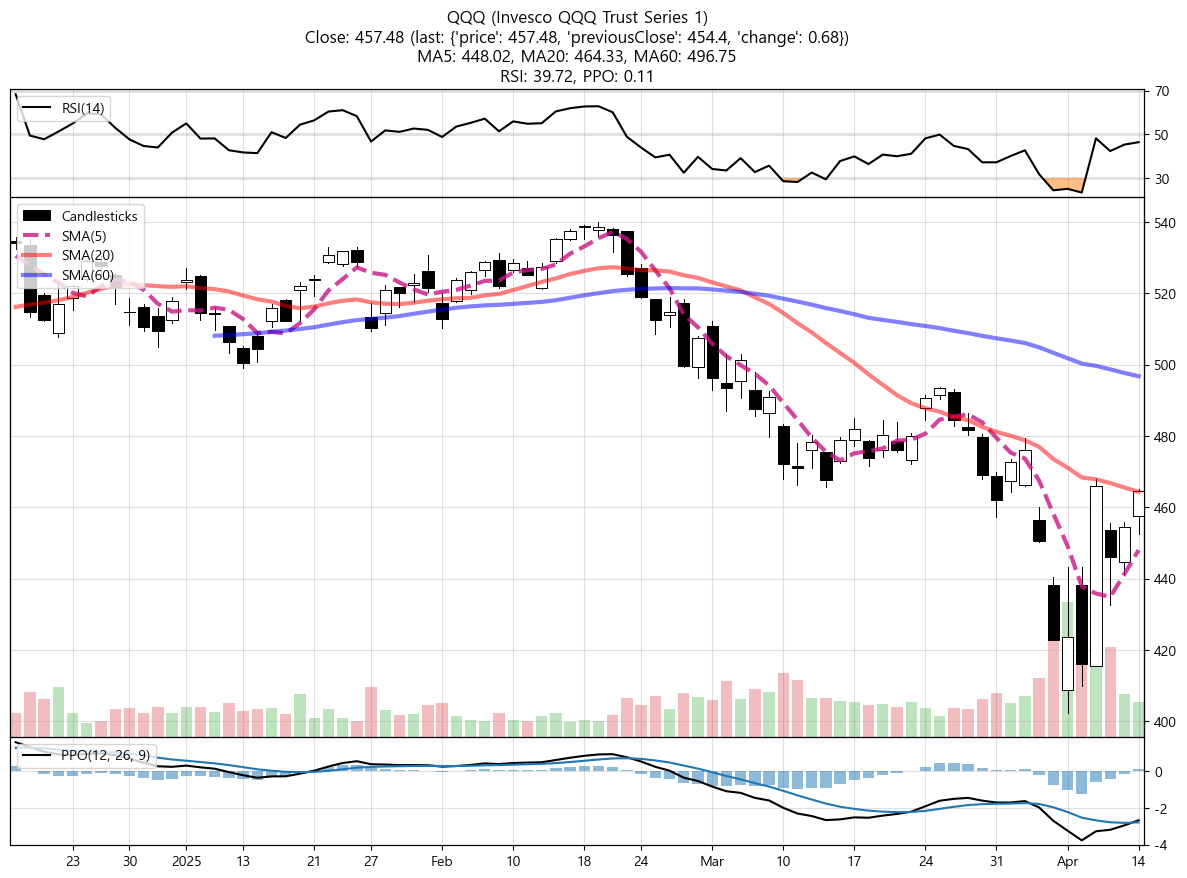 QQQ (Invesco QQQ Trust Series 1)
Close: 457.48 (last: {'price': 457.48, 'previousClose': 454.4, 'change': 0.68})
MA5: 448.02, MA20: 464.33, MA60: 496.75
RSI: 39.72, PPO: 0.11
RSI(14)
70
50
30
Candlesticks
SMA(5)
SMA(20)
SMA(60)
540
520
500
480
460
440
420
400
PPO(12, 26, 9)
0
-2
-4
23 30 2025 13 21 27 Feb 10 18 24 Mar 10 17 24 31 Apr 14